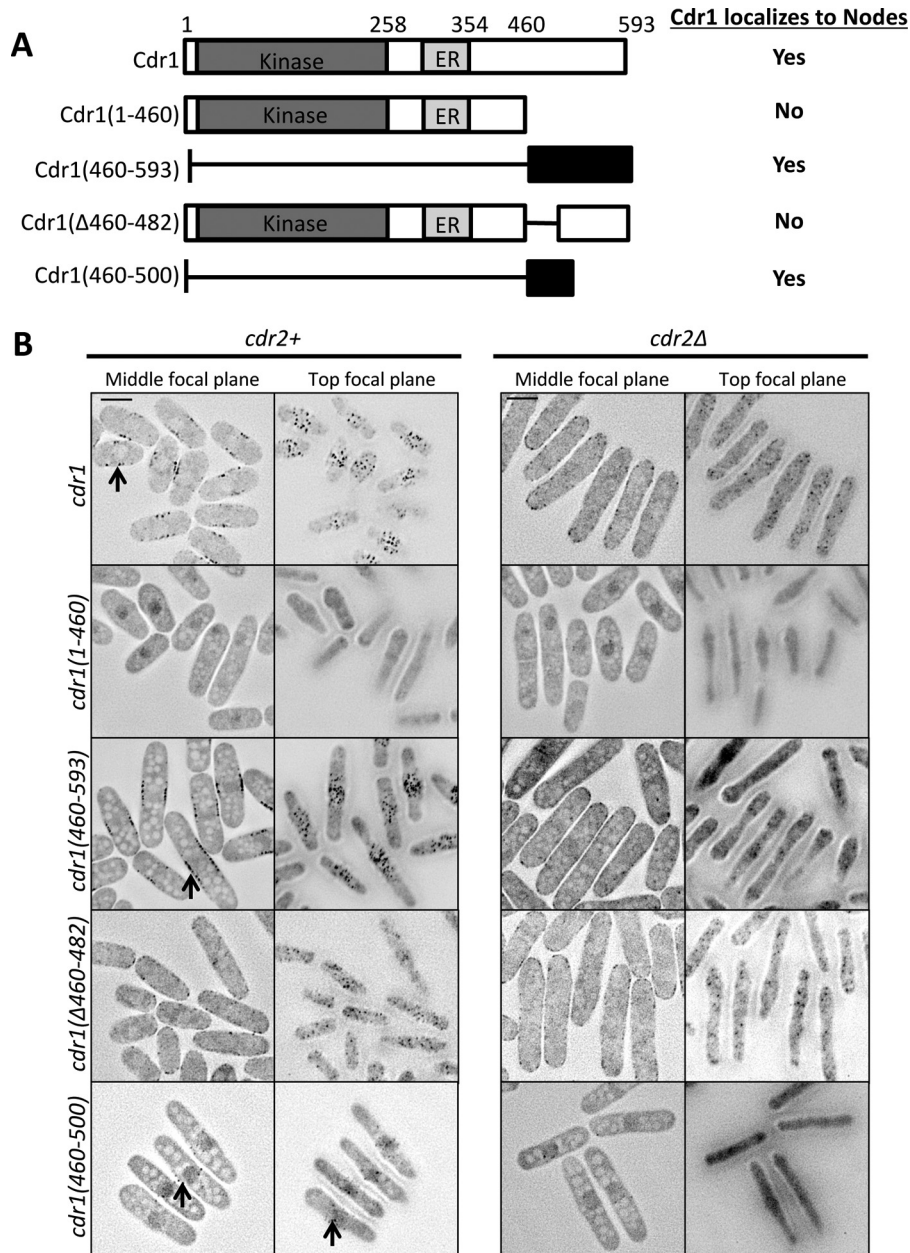 A
1 258 354 460 593
Cdr1 localizes to Nodes
Cdr1 Kinase ER Yes
Cdr1(1-460) Kinase ER No
Cdr1(460-593) Yes
Cdr1(Δ460-482) Kinase ER No
Cdr1(460-500) Yes
B
cdr2+ cdr2Δ
Middle focal plane Top focal plane Middle focal plane Top focal plane
cdr1
cdr1(1-460)
cdr1(460-593)
cdr1(Δ460-482)
cdr1(460-500)